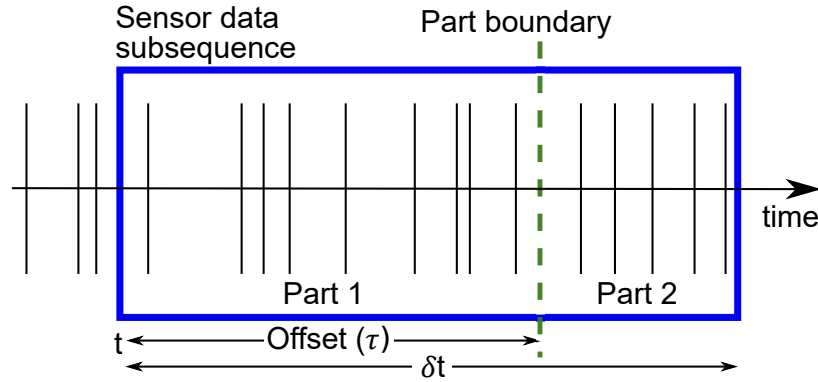 Sensor data
subsequence
Part boundary
time
Part 1
Part 2
t
Offset (τ)
δt